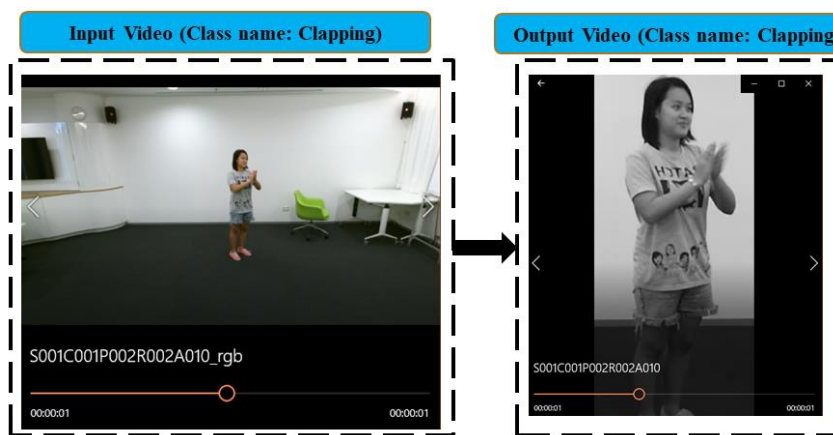 Input Video (Class name: Clapping)
Output Video (Class name: Clapping
S001C001P002R002A010_rgb
00:00:01
00:00:01
S001C001P002R002A010
00:00:01
00:00:01